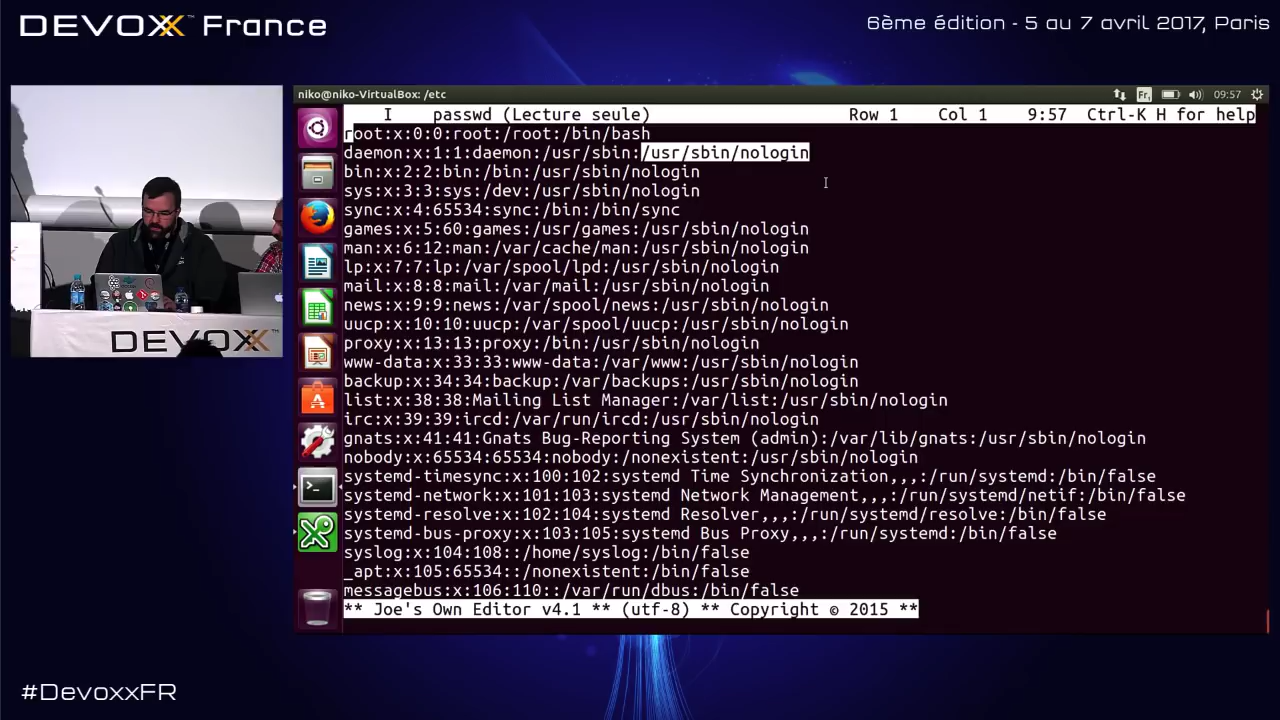 DEVOXX™ France
6ème édition - 5 au 7 avril 2017, Paris
niko@niko-VirtualBox: /etc
Fr
09:57
I passwd (Lecture seule) Row 1 Col 1 9:57 Ctrl-K H for help
root:x:0:0:root:/root:/bin/bash
daemon:x:1:1:daemon:/usr/sbin:/usr/sbin/nologin
bin:x:2:2:bin:/bin:/usr/sbin/nologin
sys:x:3:3:sys:/dev:/usr/sbin/nologin
sync:x:4:65534:sync:/bin:/bin/sync
games:x:5:60:games:/usr/games:/usr/sbin/nologin
man:x:6:12:man:/var/cache/man:/usr/sbin/nologin
lp:x:7:7:lp:/var/spool/lpd:/usr/sbin/nologin
mail:x:8:8:mail:/var/mail:/usr/sbin/nologin
news:x:9:9:news:/var/spool/news:/usr/sbin/nologin
uucp:x:10:10:uucp:/var/spool/uucp:/usr/sbin/nologin
proxy:x:13:13:proxy:/bin:/usr/sbin/nologin
www-data:x:33:33:www-data:/var/www:/usr/sbin/nologin
backup:x:34:34:backup:/var/backups:/usr/sbin/nologin
list:x:38:38:Mailing List Manager:/var/list:/usr/sbin/nologin
irc:x:39:39:ircd:/var/run/ircd:/usr/sbin/nologin
gnats:x:41:41:Gnats Bug-Reporting System (admin):/var/lib/gnats:/usr/sbin/nologin
nobody:x:65534:65534:nobody:/nonexistent:/usr/sbin/nologin
systemd-timesync:x:100:102:systemd Time Synchronization,,,:/run/systemd:/bin/false
systemd-network:x:101:103:systemd Network Management,,,:/run/systemd/netif:/bin/false
systemd-resolve:x:102:104:systemd Resolver,,,:/run/systemd/resolve:/bin/false
systemd-bus-proxy:x:103:105:systemd Bus Proxy,,,:/run/systemd:/bin/false
syslog:x:104:108::/home/syslog:/bin/false
_apt:x:105:65534::/nonexistent:/bin/false
messagebus:x:106:110::/var/run/dbus:/bin/false
** Joe's Own Editor v4.1 ** (utf-8) ** Copyright © 2015 **
DEVOXX
#DevoxxFR